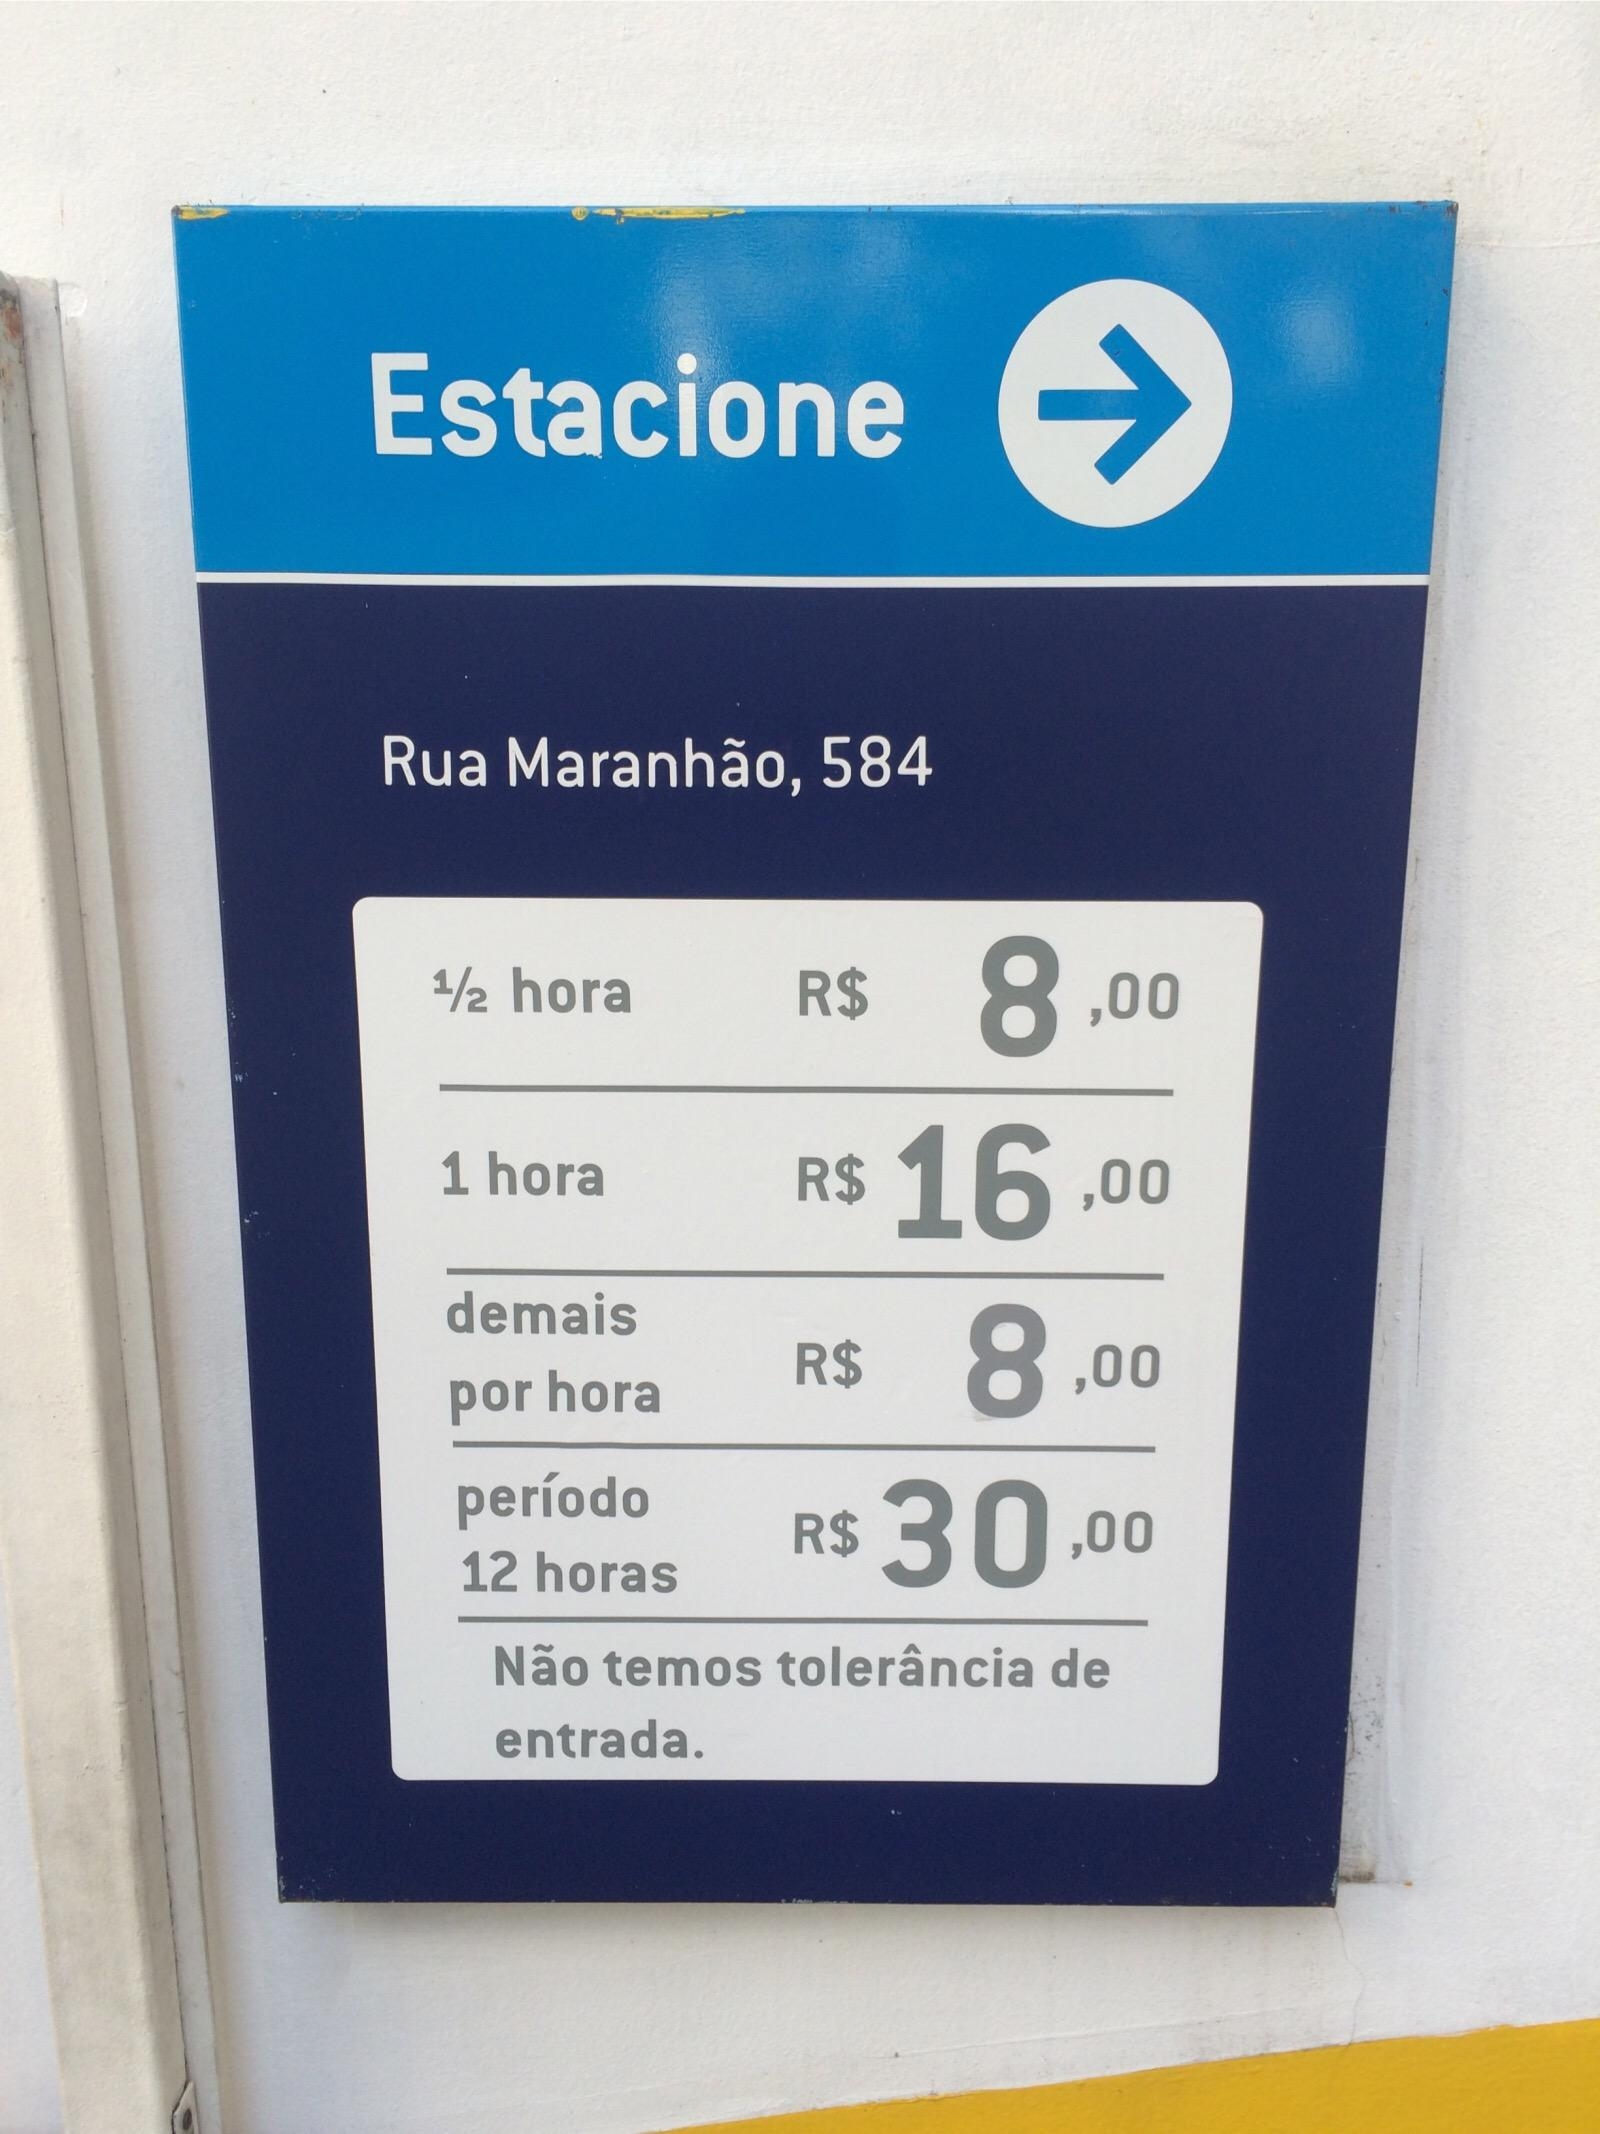 Estacione
Rua Maranhão, 584
½ hora R$ 8,00
1 hora R$ 16,00
demais
por hora R$ 8,00
período
12 horas R$ 30,00
Não temos tolerância de
entrada.